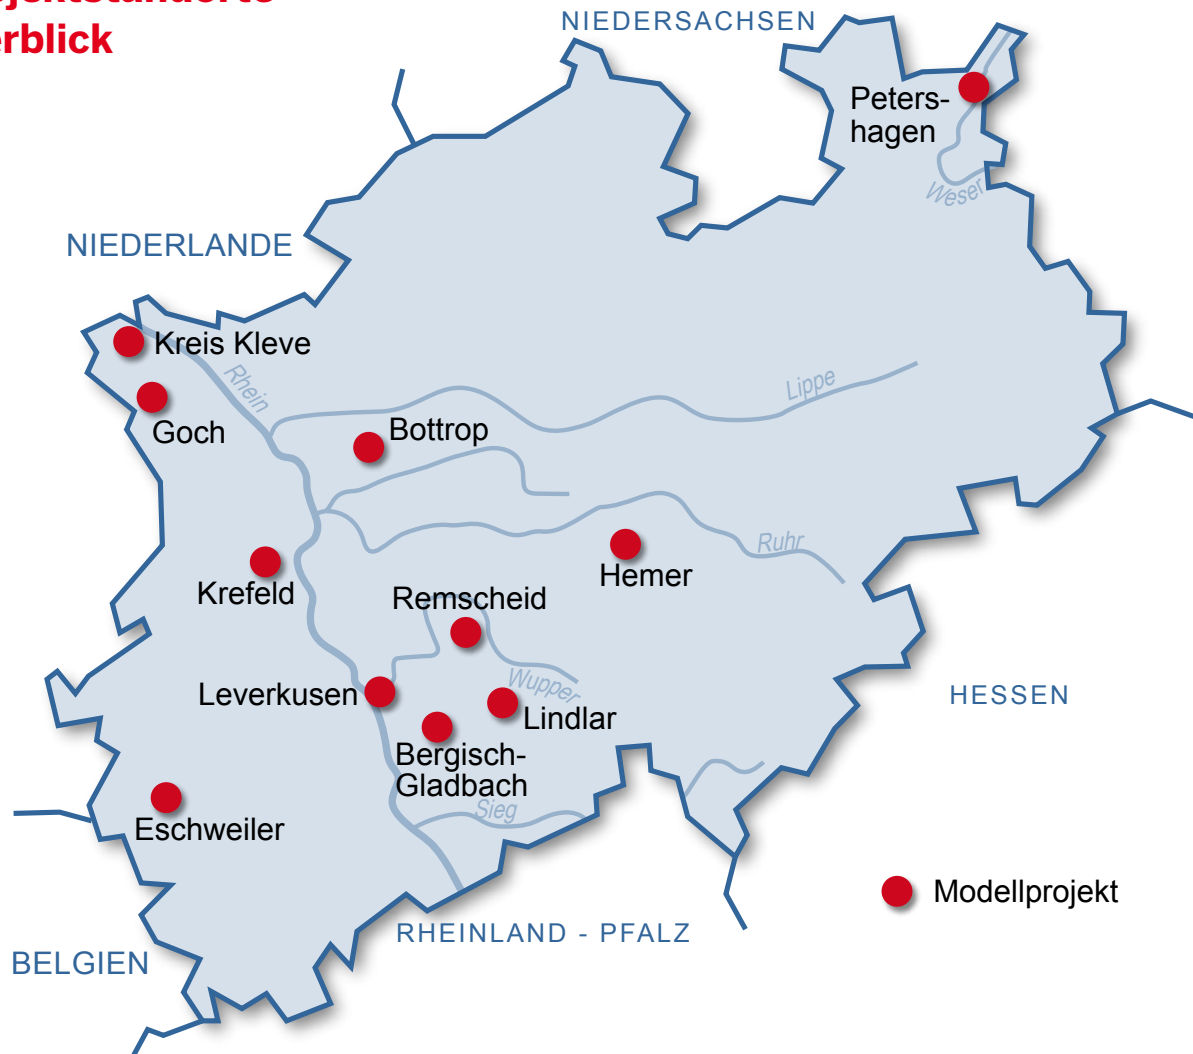 erblick
NIEDERSACHSEN
Peters-
hagen
Weser
NIEDERLANDE
Kreis Kleve
Rhein
Goch
Bottrop
Lippe
Ruhr
Krefeld
Hemer
Remscheid
Wupper
Leverkusen
Lindlar
HESSEN
Bergisch-
Gladbach
Sieg
Eschweiler
Modellprojekt
RHEINLAND - PFALZ
BELGIEN